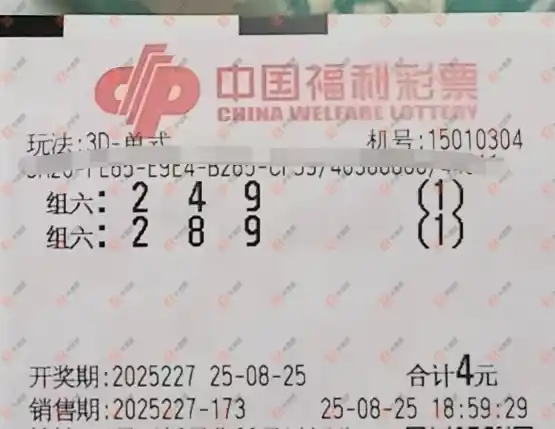 中国福利彩票
CHINA WELFARE LOTTERY
玩法:3D-单式 机号:15010304
组六: 2 4 9 (1)
组六: 2 8 9 (1)
开奖期:2025227 25-08-25 合计4元
销售期:2025227-173 25-08-25 18:59:29